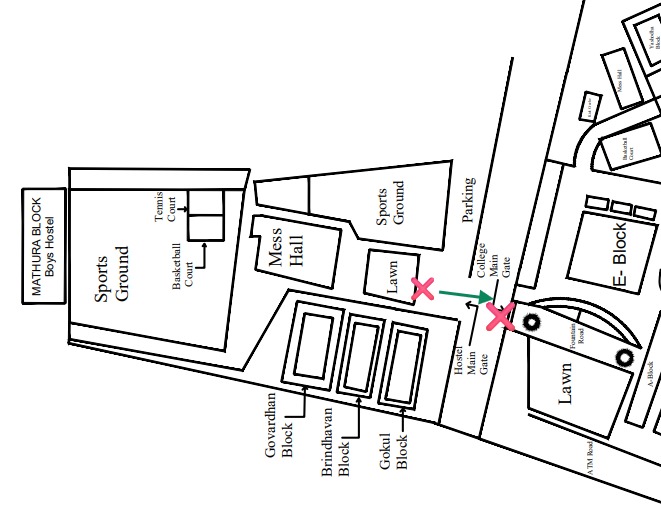 MATHURA BLOCK
Boys Hostel
Sports
Ground
Tennis
Court
Basketball
Court
Mess
Hall
Sports
Ground
Lawn
Parking
College
Main
Gate
Hostel
Main
Gate
Govardhan
Block
Brindhavan
Block
Gokul
Block
Mess Hall
Basketball
Court
Yashodha
Block
E- Block
Fountain
Road
Lawn
A-Block
ATM Road